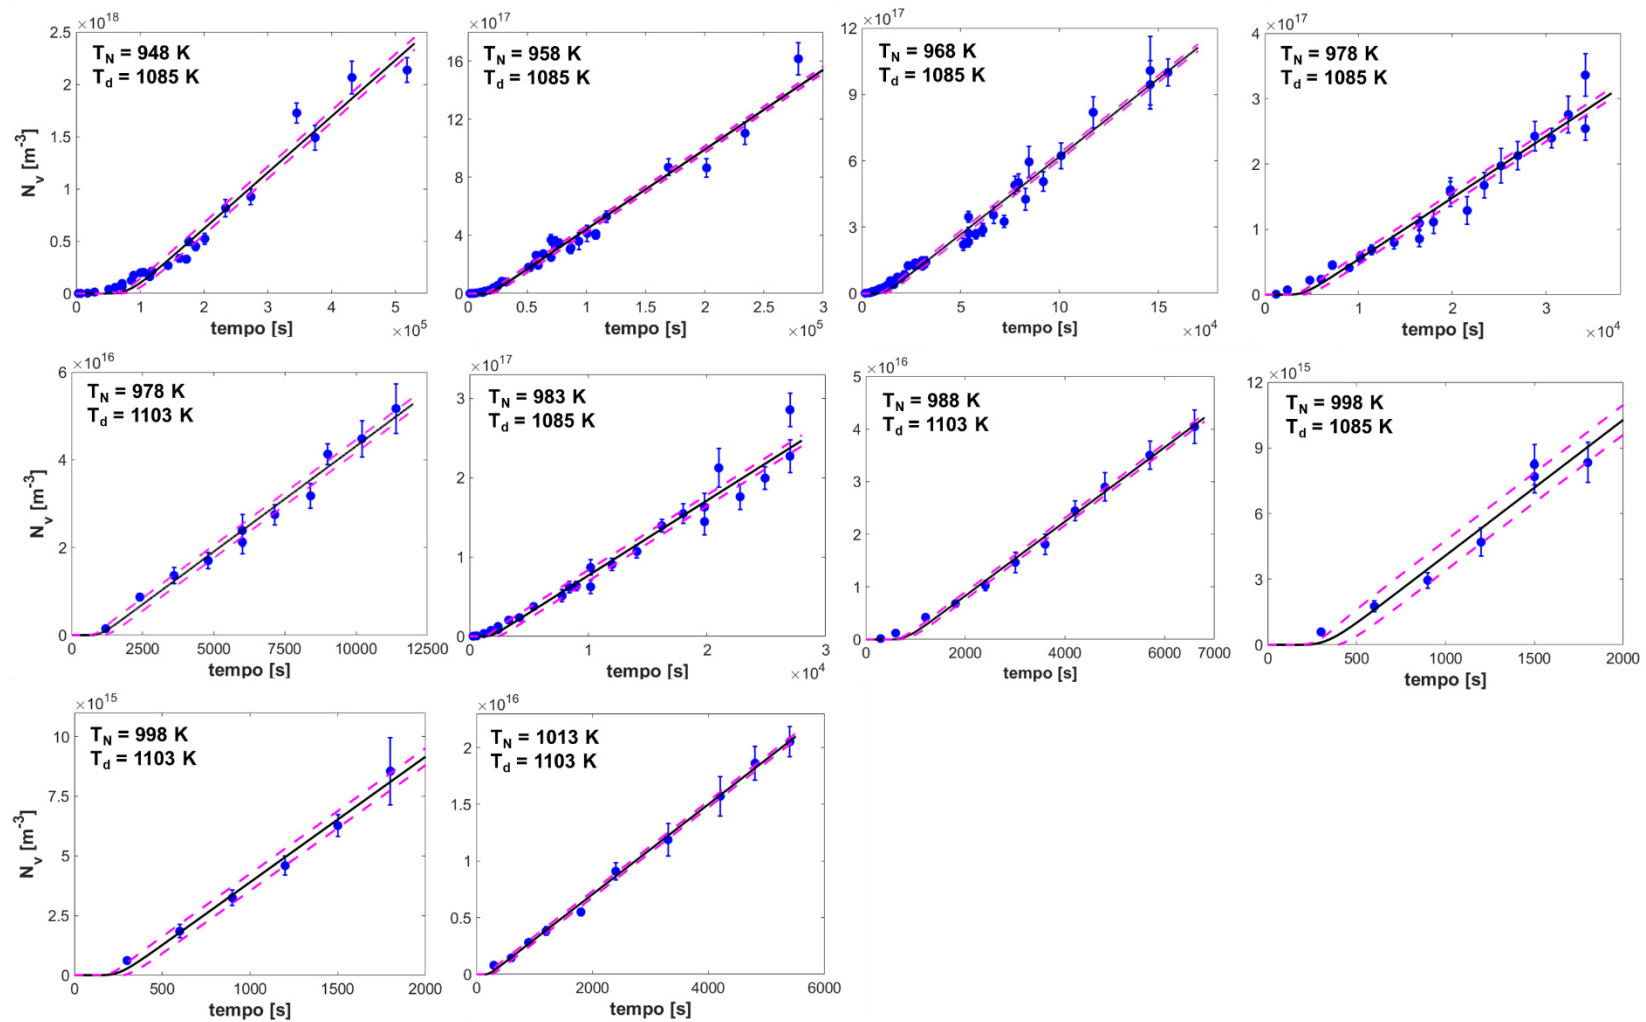 ×10^18
2.5
2
1.5
1
0.5
0
N_v [m^-3]
T_N = 948 K
T_d = 1085 K
0 1 2 3 4 5
tempo [s]
×10^5
×10^17
16
12
8
4
0
T_N = 958 K
T_d = 1085 K
0 0.5 1 1.5 2 2.5 3
tempo [s]
×10^5
×10^17
12
9
6
3
0
T_N = 968 K
T_d = 1085 K
0 5 10 15
tempo [s]
×10^4
×10^17
4
3
2
1
0
T_N = 978 K
T_d = 1085 K
0 1 2 3
tempo [s]
×10^4
×10^16
6
4
2
0
N_v [m^-3]
T_N = 978 K
T_d = 1103 K
0 2500 5000 7500 10000 12500
tempo [s]
×10^17
3
2
1
0
T_N = 983 K
T_d = 1085 K
0 1 2 3
tempo [s]
×10^4
×10^16
5
4
3
2
1
0
T_N = 988 K
T_d = 1103 K
0 2000 4000 6000 7000
tempo [s]
×10^15
12
9
6
3
0
T_N = 998 K
T_d = 1085 K
0 500 1000 1500 2000
tempo [s]
×10^15
10
7.5
5
2.5
0
N_v [m^-3]
T_N = 998 K
T_d = 1103 K
0 500 1000 1500 2000
tempo [s]
×10^16
2
1.5
1
0.5
0
T_N = 1013 K
T_d = 1103 K
0 2000 4000 6000
tempo [s]